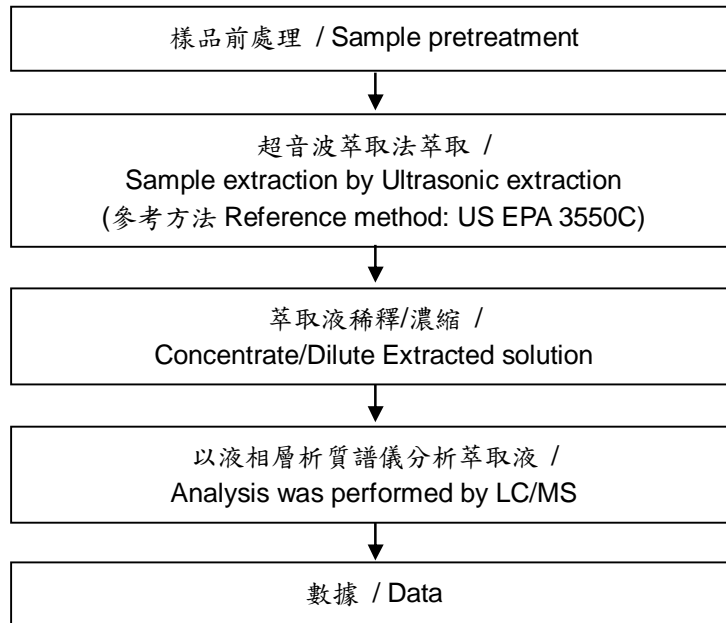 樣品前處理 / Sample pretreatment
超音波萃取法萃取 /
Sample extraction by Ultrasonic extraction
(參考方法 Reference method: US EPA 3550C)
萃取液稀釋/濃縮 /
Concentrate/Dilute Extracted solution
以液相層析質譜儀分析萃取液 /
Analysis was performed by LC/MS
數據 / Data